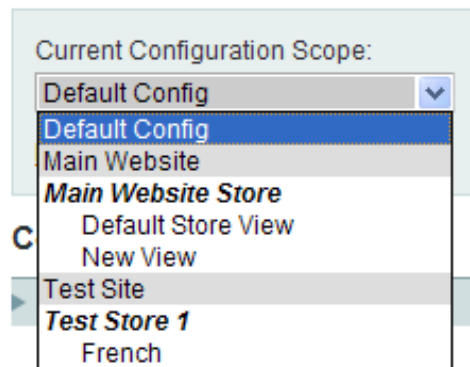 Current Configuration Scope:
Default Config
Default Config
Main Website
Main Website Store
Default Store View
New View
C
Test Site
Test Store 1
French